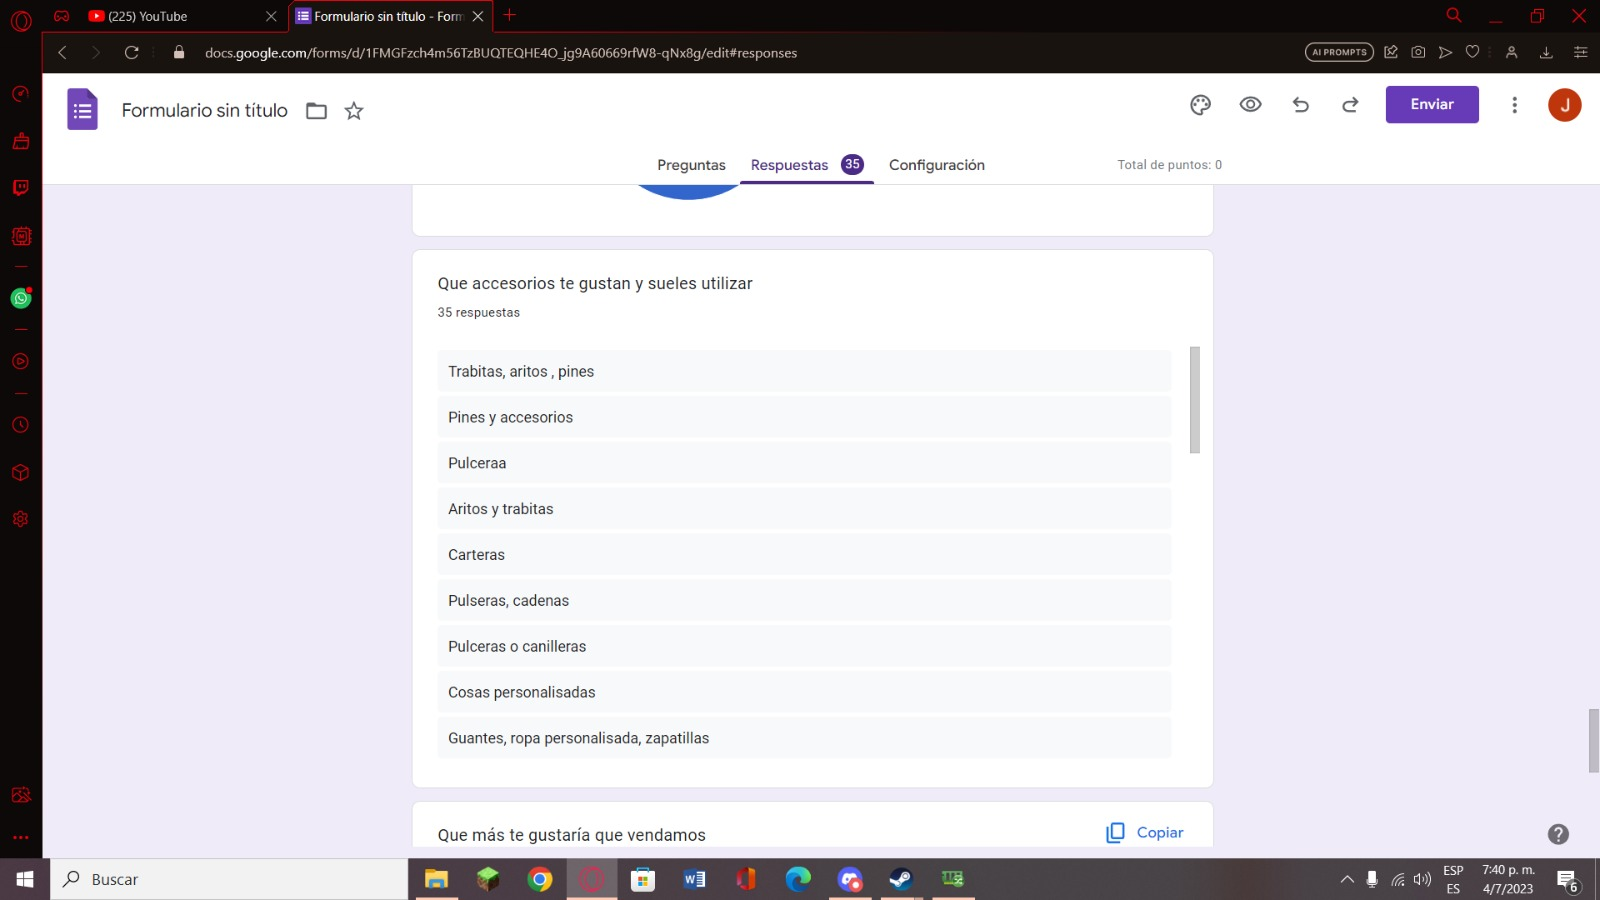 (225) YouTube
Formulario sin título - Form
docs.google.com/forms/d/1FMGFzch4m56TzBUQTEQHE4O_jg9A60669rfW8-qNx8g/edit#responses
AI PROMPTS
Formulario sin título
Enviar
J
Preguntas
Respuestas 35
Configuración
Total de puntos: 0
Que accesorios te gustan y sueles utilizar
35 respuestas
Trabitas, aritos , pines
Pines y accesorios
Pulceraa
Aritos y trabitas
Carteras
Pulseras, cadenas
Pulceras o canilleras
Cosas personalisadas
Guantes, ropa personalisada, zapatillas
Que más te gustaría que vendamos
Copiar
Buscar
ESP
ES
7:40 p. m.
4/7/2023
6